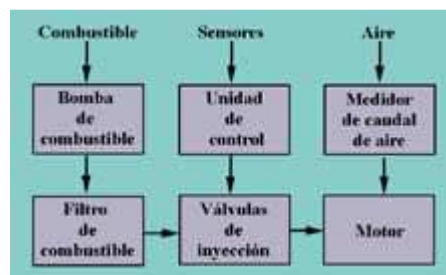 Combustible
Sensores
Aire
Bomba
de
combustible
Unidad
de
control
Medidor
de caudal
de aire
Filtro
de
combustible
Válvulas
de
inyección
Motor